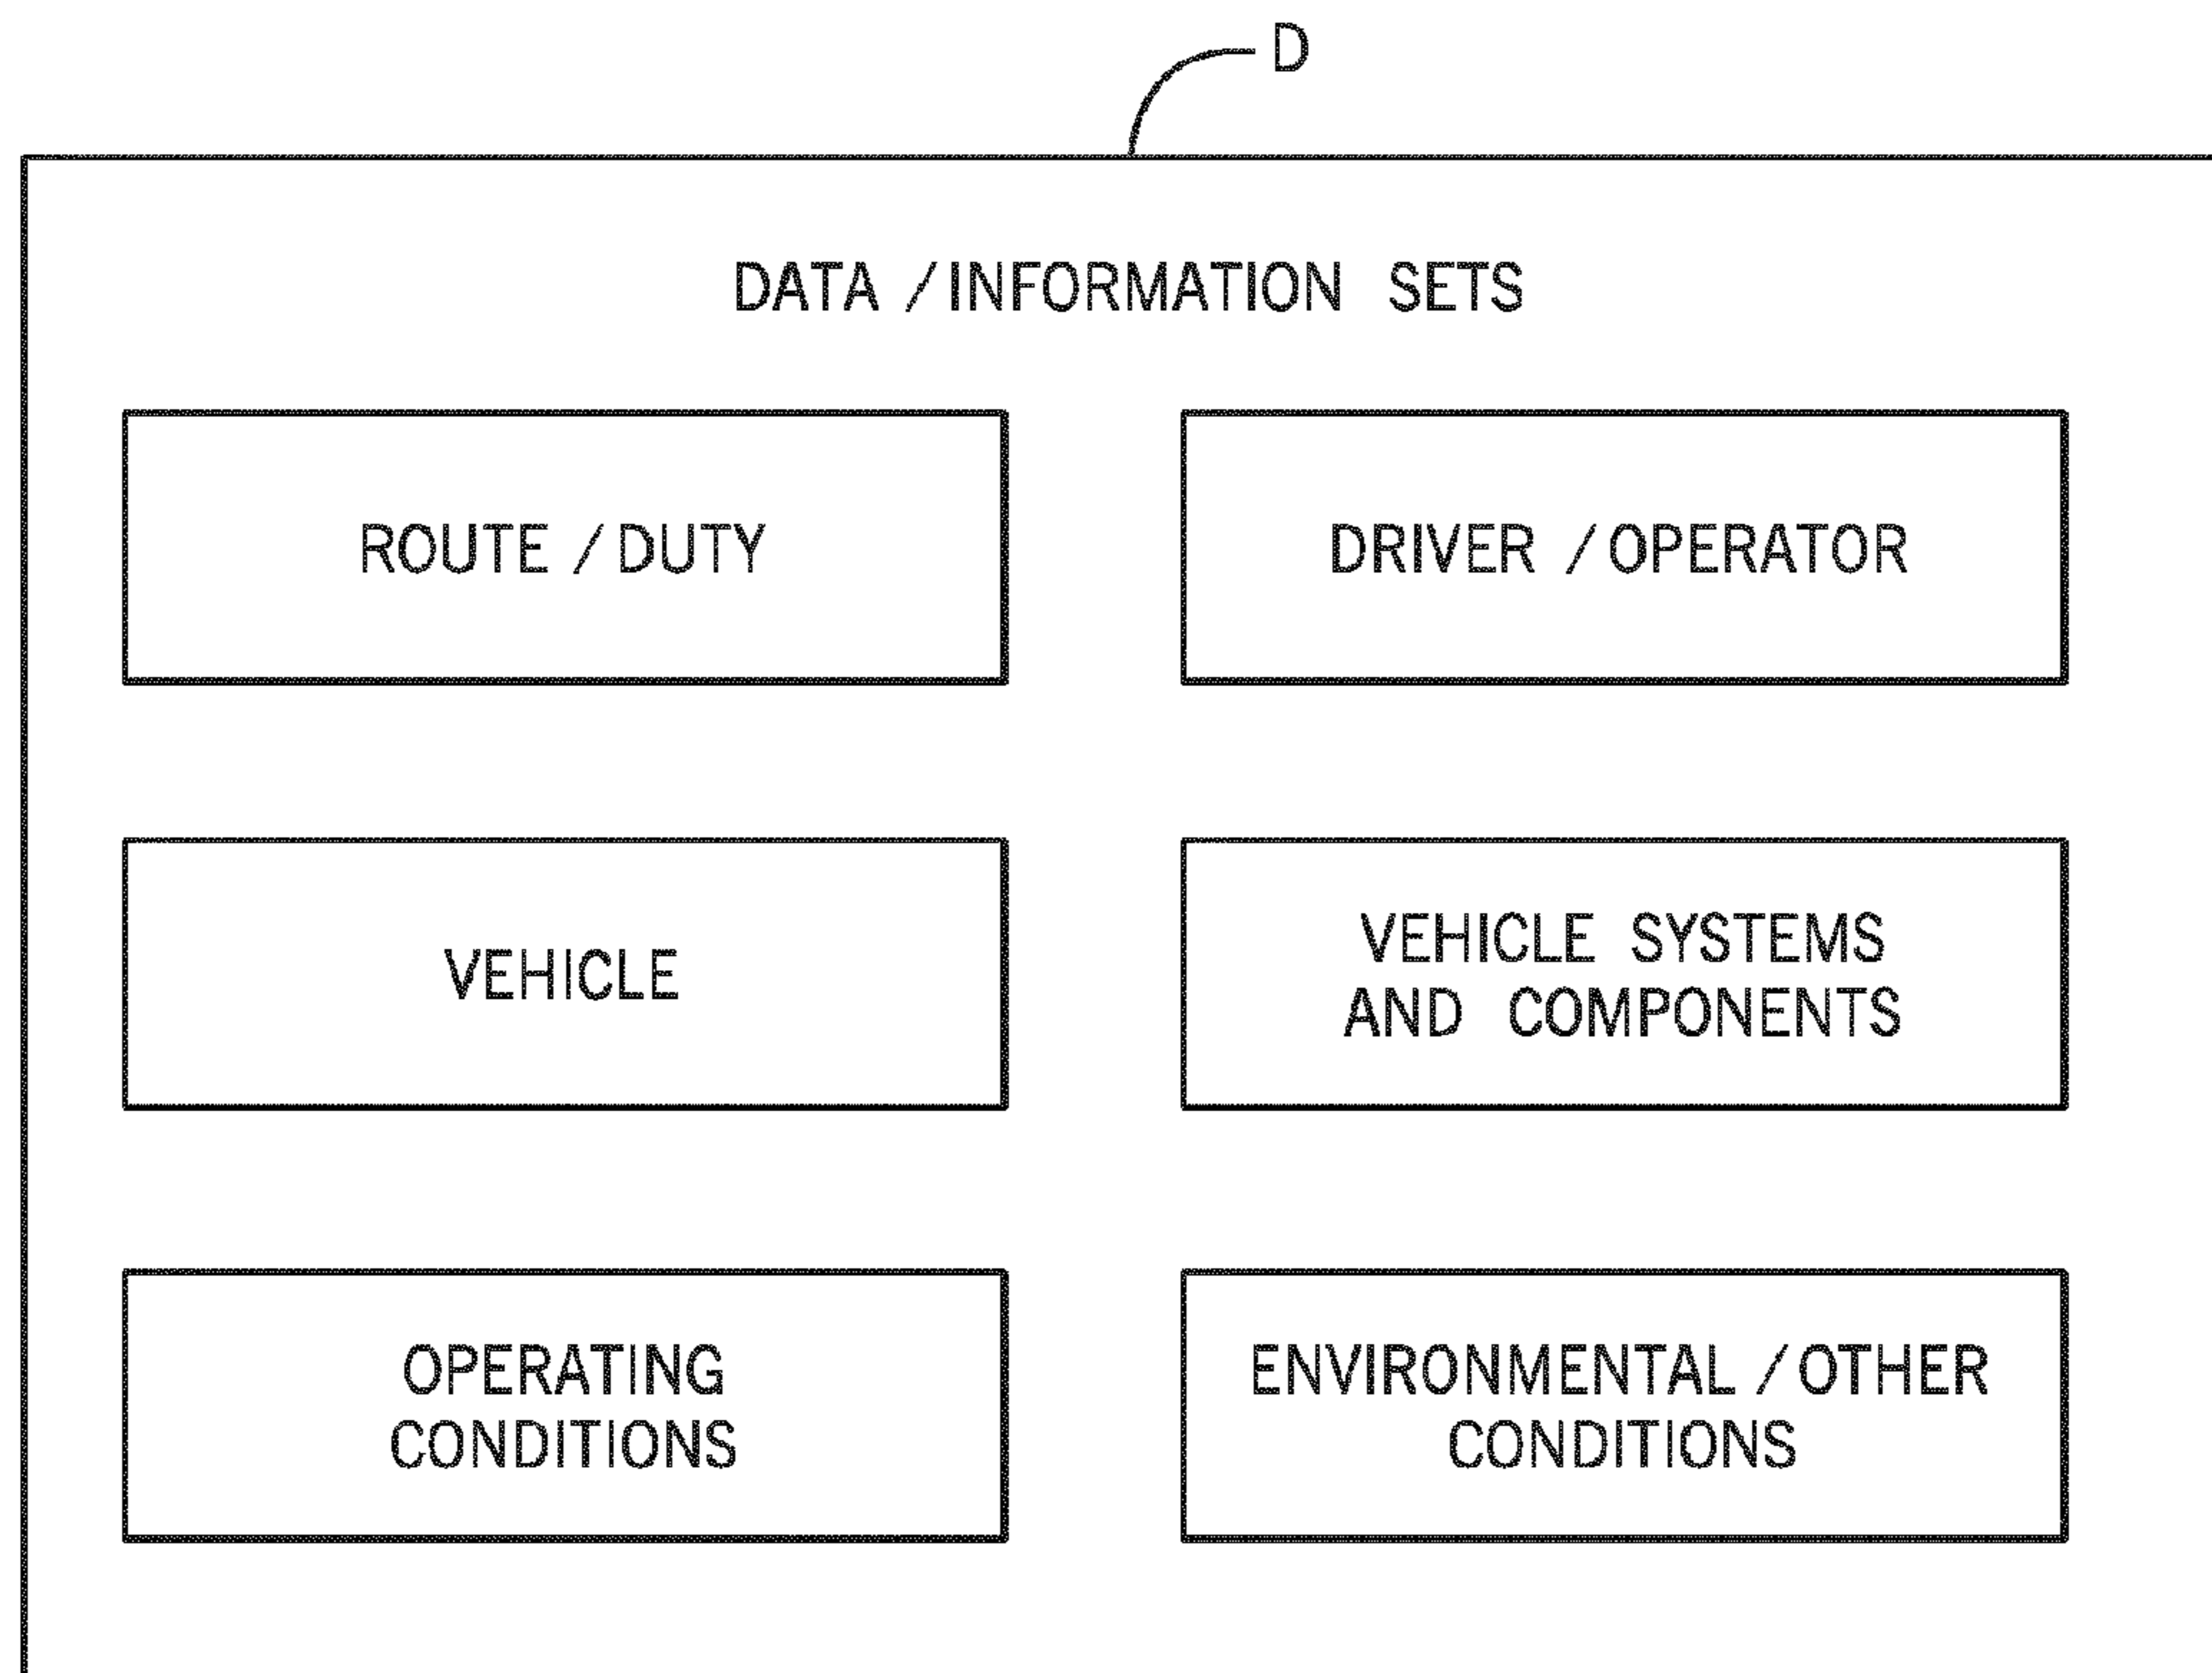 D
DATA / INFORMATION SETS
ROUTE / DUTY
DRIVER / OPERATOR
VEHICLE
VEHICLE SYSTEMS
AND COMPONENTS
OPERATING
CONDITIONS
ENVIRONMENTAL / OTHER
CONDITIONS